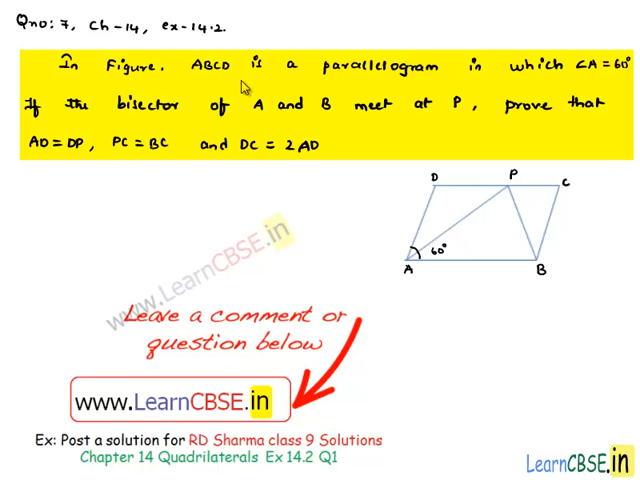 Qno: 7, Ch-14, ex-14.2.
In Figure. ABCD is a parallelogram in which ∠A = 60°
If the bisector of A and B meet at P, prove that
AD = DP, PC = BC and DC = 2AD
D P C
60°
A B
www.LearnCBSE.in
Leave a comment or
question below
www.LearnCBSE.in
Ex: Post a solution for RD Sharma class 9 Solutions
Chapter 14 Quadrilaterals Ex 14.2 Q1
LearnCBSE.in